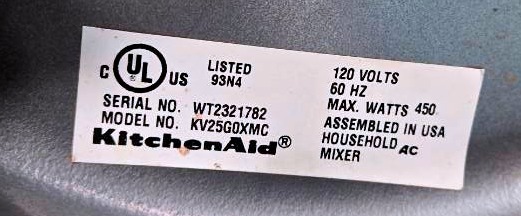 C UL US
LISTED
93N4
SERIAL NO. WT2321782
MODEL NO. KV25G0XMC
KitchenAid®
120 VOLTS
60 HZ
MAX. WATTS 450
ASSEMBLED IN USA
HOUSEHOLD AC
MIXER